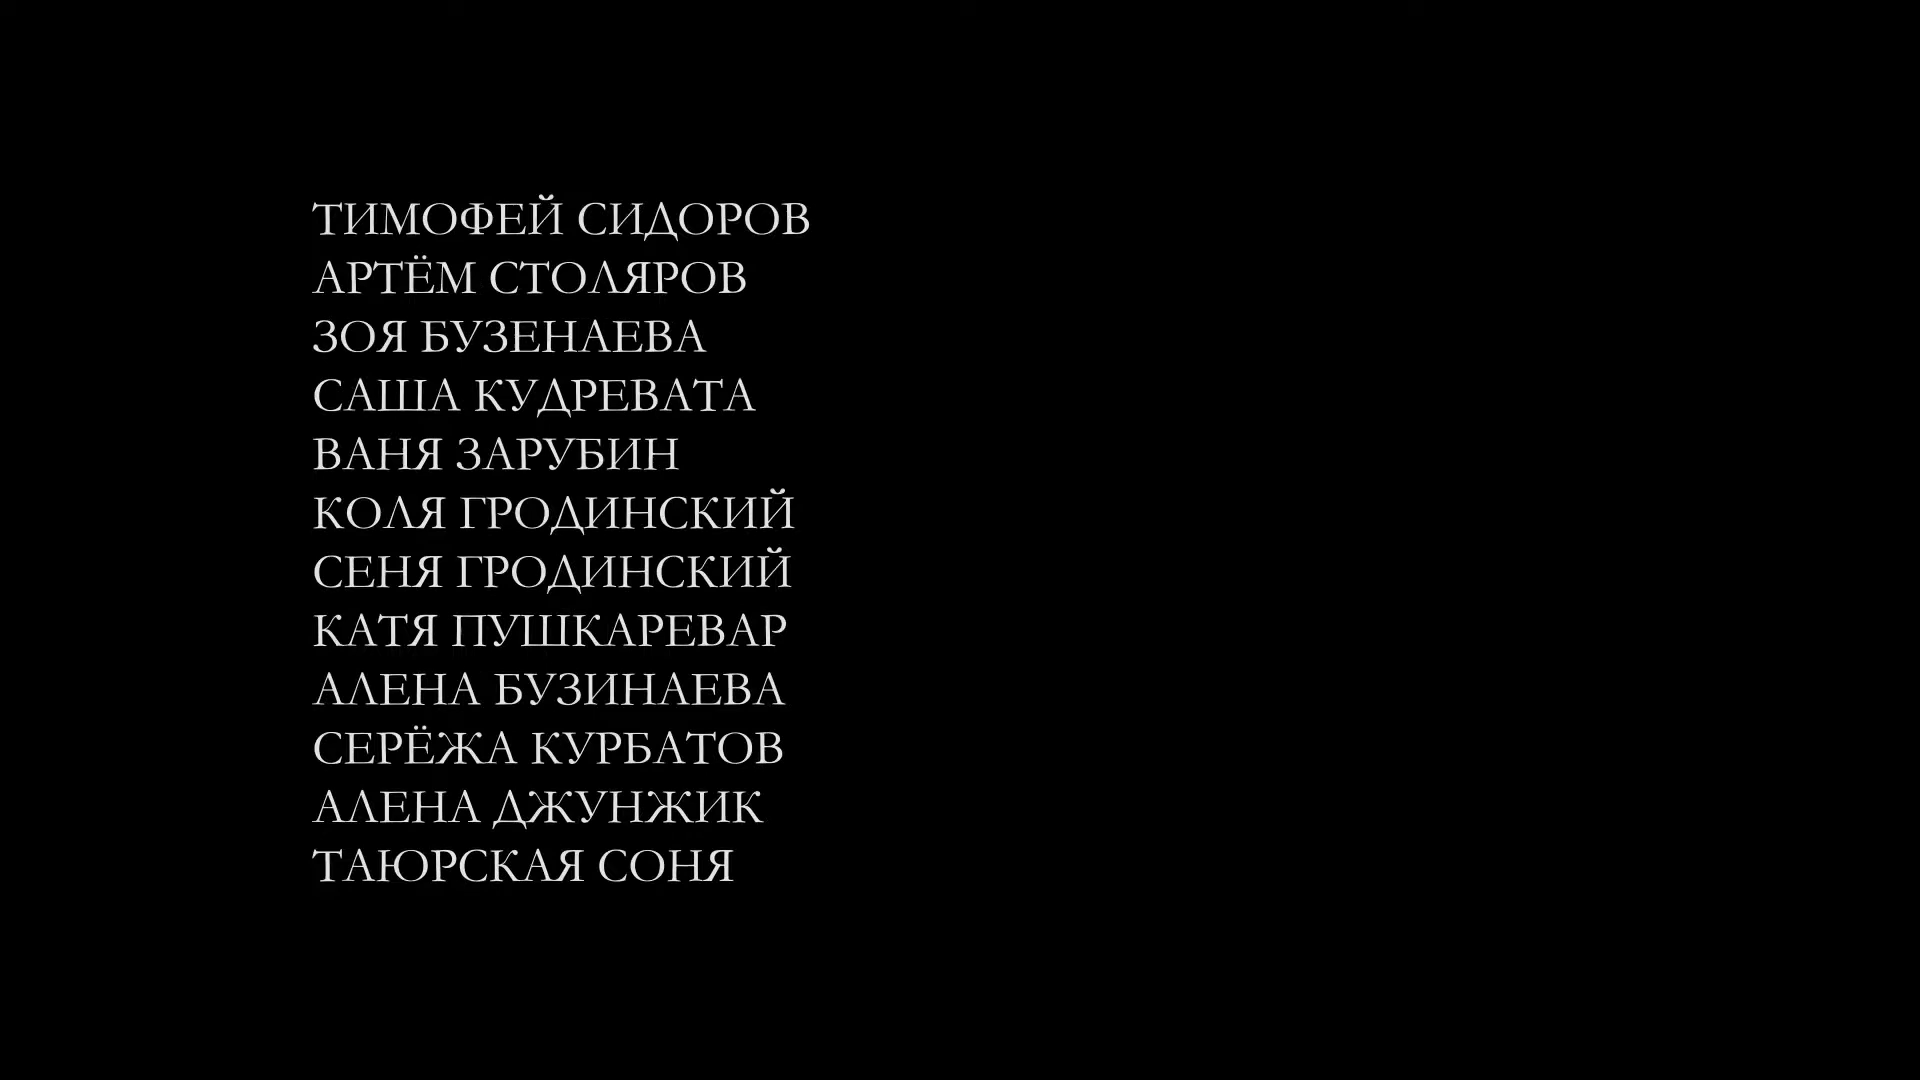 ТИМОФЕЙ СИДОРОВ
АРТЁМ СТОЛЯРОВ
ЗОЯ БУЗЕНАЕВА
САША КУДРЕВАТА
ВАНЯ ЗАРУБИН
КОЛЯ ГРОДИНСКИЙ
СЕНЯ ГРОДИНСКИЙ
КАТЯ ПУШКАРЕВАР
АЛЕНА БУЗИНАЕВА
СЕРЁЖА КУРБАТОВ
АЛЕНА ДЖУНЖИК
ТАЮРСКАЯ СОНЯ